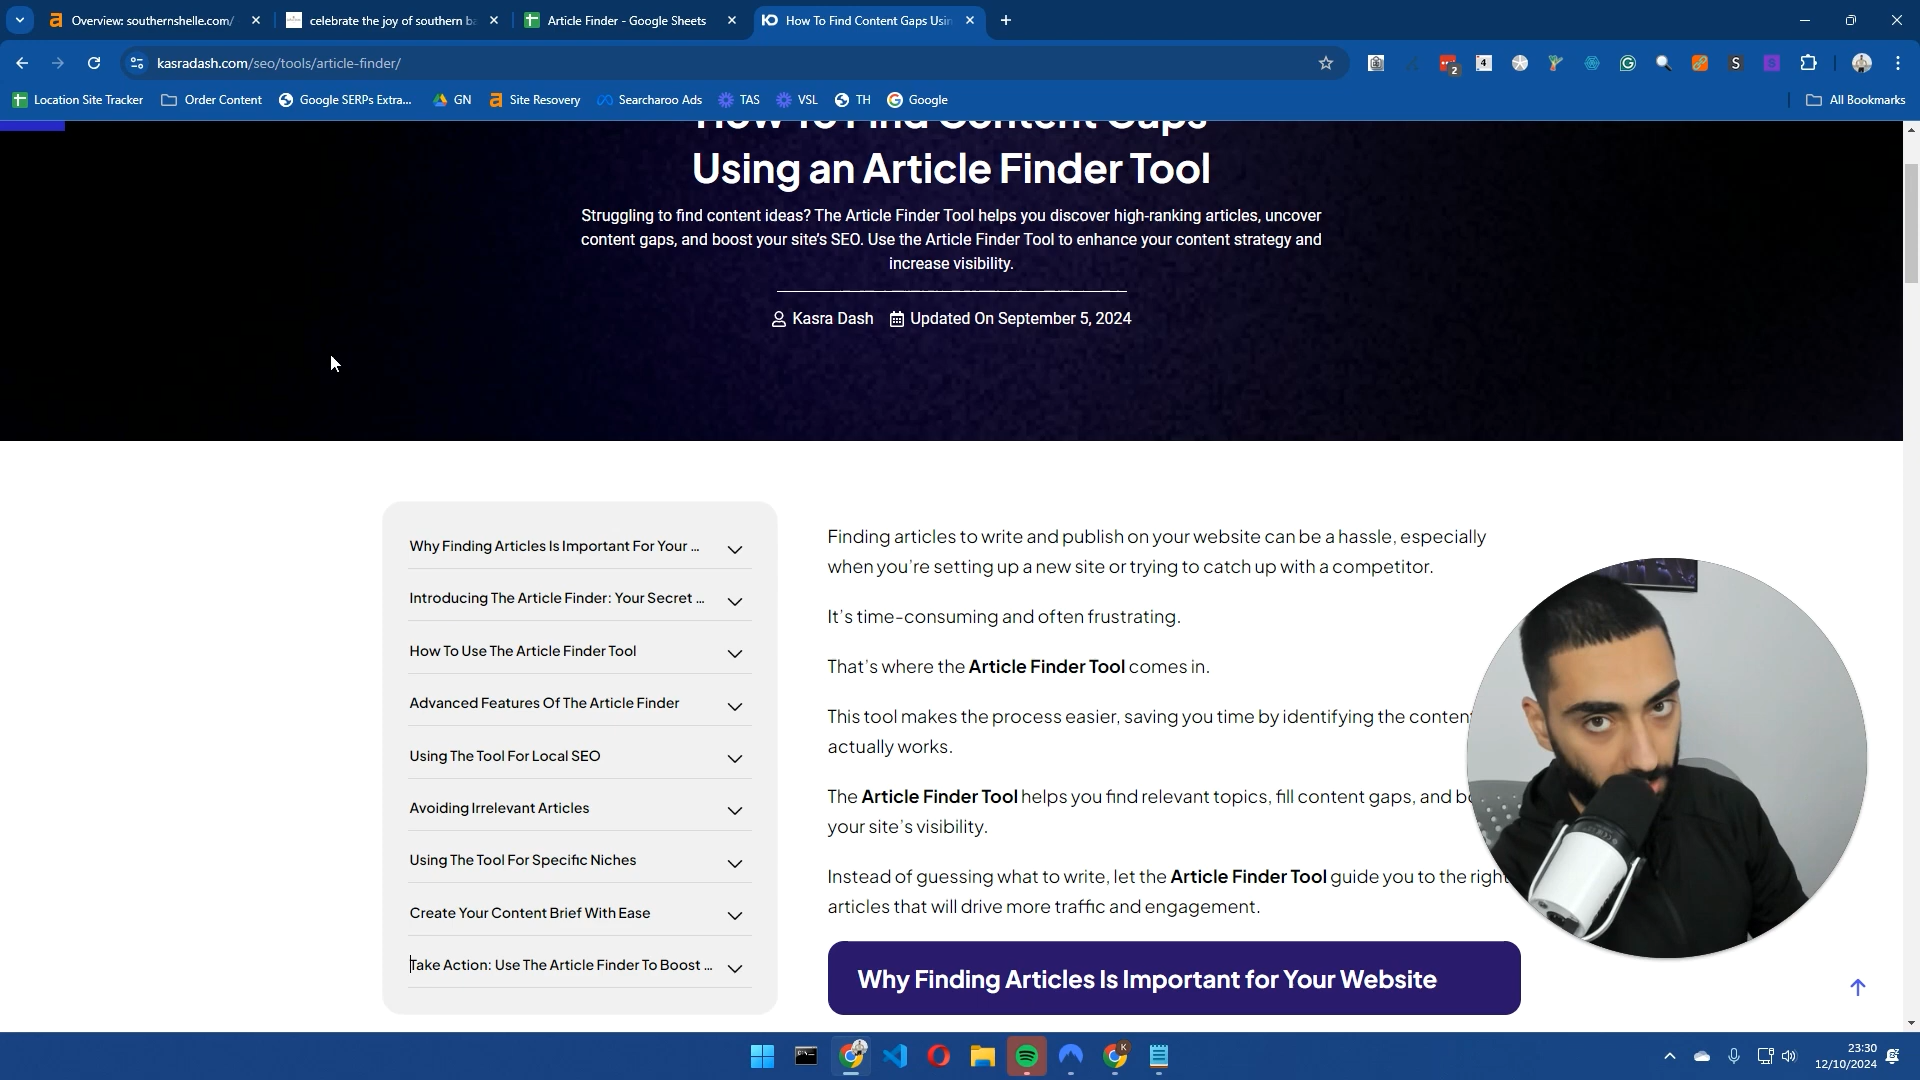 Overview: southernshelle.com/
celebrate the joy of southern ba
Article Finder - Google Sheets
How To Find Content Gaps Usin
kasradash.com/seo/tools/article-finder/
2
4
S
Location Site Tracker
Order Content
Google SERPs Extra...
GN
Site Recovery
Searcharoo Ads
TAS
VSL
TH
Google
All Bookmarks
How To Find Content Gaps
Using an Article Finder Tool
Struggling to find content ideas? The Article Finder Tool helps you discover high-ranking articles, uncover
content gaps, and boost your site's SEO. Use the Article Finder Tool to enhance your content strategy and
increase visibility.
Kasra Dash Updated On September 5, 2024
Why Finding Articles Is Important For Your ...
Introducing The Article Finder: Your Secret ...
How To Use The Article Finder Tool
Advanced Features Of The Article Finder
Using The Tool For Local SEO
Avoiding Irrelevant Articles
Using The Tool For Specific Niches
Create Your Content Brief With Ease
Take Action: Use The Article Finder To Boost ...
Finding articles to write and publish on your website can be a hassle, especially
when you're setting up a new site or trying to catch up with a competitor.
It's time-consuming and often frustrating.
That's where the Article Finder Tool comes in.
This tool makes the process easier, saving you time by identifying the content
actually works.
The Article Finder Tool helps you find relevant topics, fill content gaps, and bo
your site's visibility.
Instead of guessing what to write, let the Article Finder Tool guide you to the right
articles that will drive more traffic and engagement.
Why Finding Articles Is Important for Your Website
K
23:30
12/10/2024